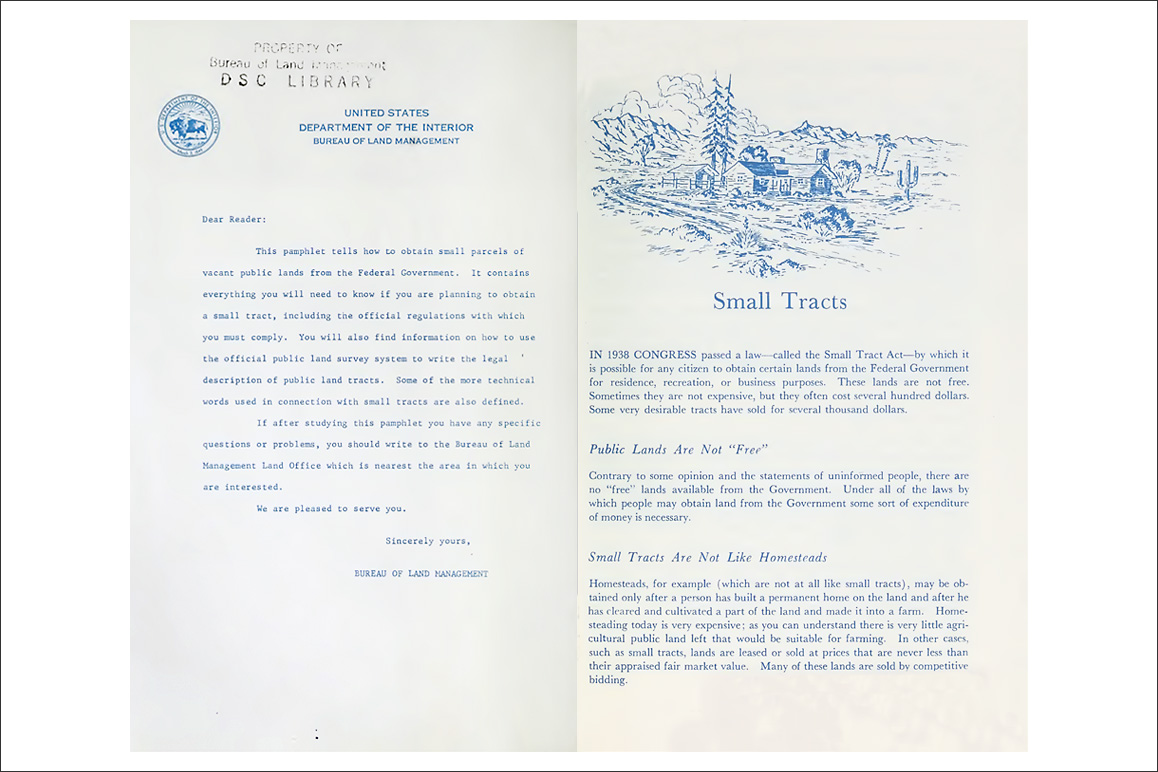 PROPERTY OF
Bureau of Land Management
DSC LIBRARY
UNITED STATES
DEPARTMENT OF THE INTERIOR
BUREAU OF LAND MANAGEMENT
Dear Reader:
This pamphlet tells how to obtain small parcels of
vacant public lands from the Federal Government. It contains
everything you will need to know if you are planning to obtain
a small tract, including the official regulations with which
you must comply. You will also find information on how to use
the official public land survey system to write the legal
description of public land tracts. Some of the more technical
words used in connection with small tracts are also defined.
If after studying this pamphlet you have any specific
questions or problems, you should write to the Bureau of Land
Management Land Office which is nearest the area in which you
are interested.
We are pleased to serve you.
Sincerely yours,
BUREAU OF LAND MANAGEMENT
Small Tracts
IN 1938 CONGRESS passed a law—called the Small Tract Act—by which it
is possible for any citizen to obtain certain lands from the Federal Government
for residence, recreation, or business purposes. These lands are not free.
Sometimes they are not expensive, but they often cost several hundred dollars.
Some very desirable tracts have sold for several thousand dollars.
Public Lands Are Not "Free"
Contrary to some opinion and the statements of uninformed people, there are
no "free" lands available from the Government. Under all of the laws by
which people may obtain land from the Government some sort of expenditure
of money is necessary.
Small Tracts Are Not Like Homesteads
Homesteads, for example (which are not at all like small tracts), may be ob-
tained only after a person has built a permanent home on the land and after he
has cleared and cultivated a part of the land and made it into a farm. Home-
steading today is very expensive; as you can understand there is very little agri-
cultural public land left that would be suitable for farming. In other cases,
such as small tracts, lands are leased or sold at prices that are never less than
their appraised fair market value. Many of these lands are sold by competitive
bidding.